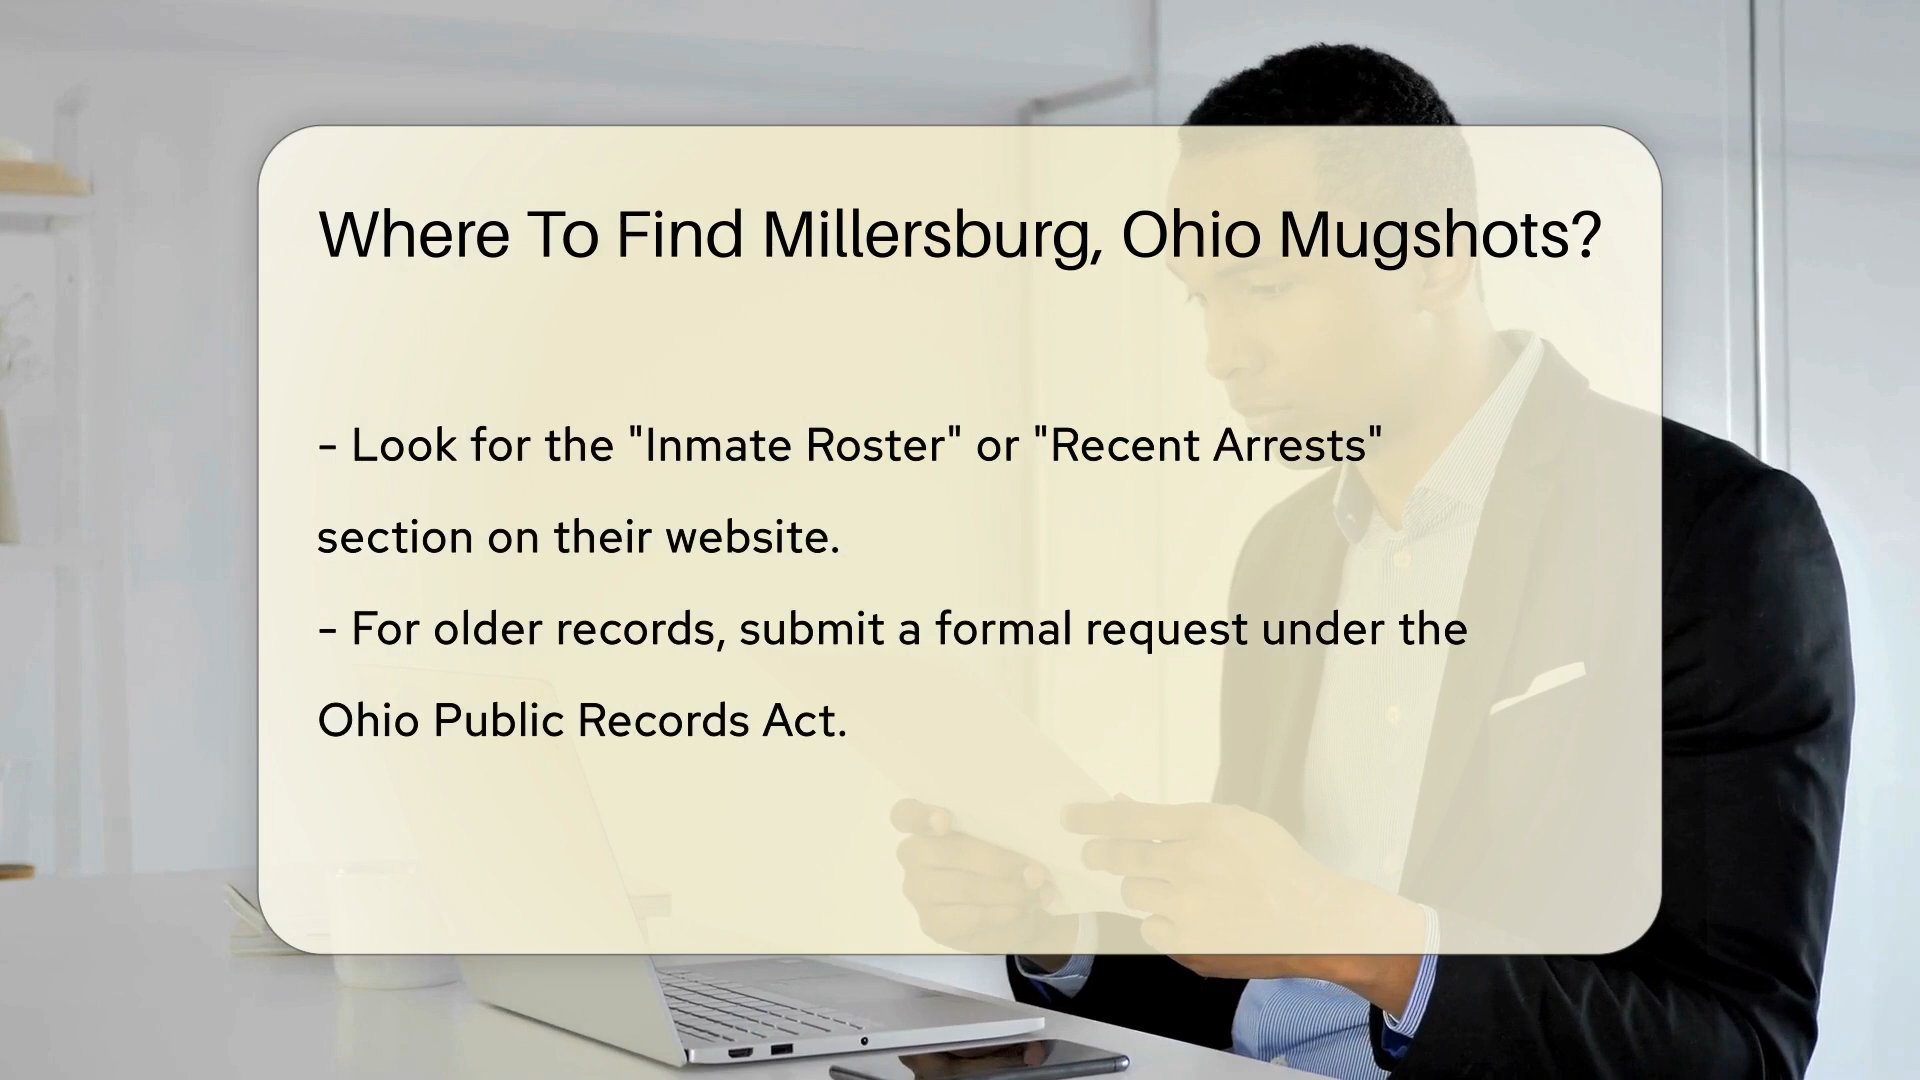 Where To Find Millersburg, Ohio Mugshots?
- Look for the "Inmate Roster" or "Recent Arrests"
section on their website.
- For older records, submit a formal request under the
Ohio Public Records Act.